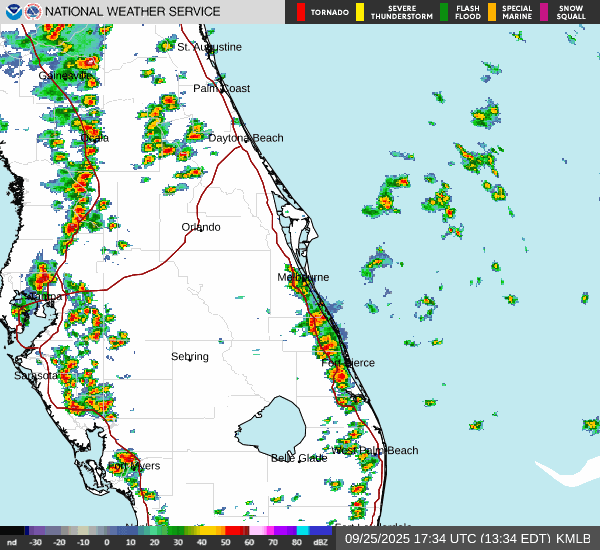 NATIONAL WEATHER SERVICE
TORNADO
SEVERE THUNDERSTORM
FLASH FLOOD
SPECIAL MARINE
SNOW SQUALL
St. Augustine
Gainesville
Palm Coast
Ocala
Daytona Beach
Orlando
Melbourne
Tampa
Sebring
Fort Pierce
Sarasota
West Palm Beach
Belle Glade
Fort Myers
Fort Lauderdale
nd -30 -20 -10 0 10 20 30 40 50 60 70 80 dBZ
09/25/2025 17:34 UTC (13:34 EDT) KMLB